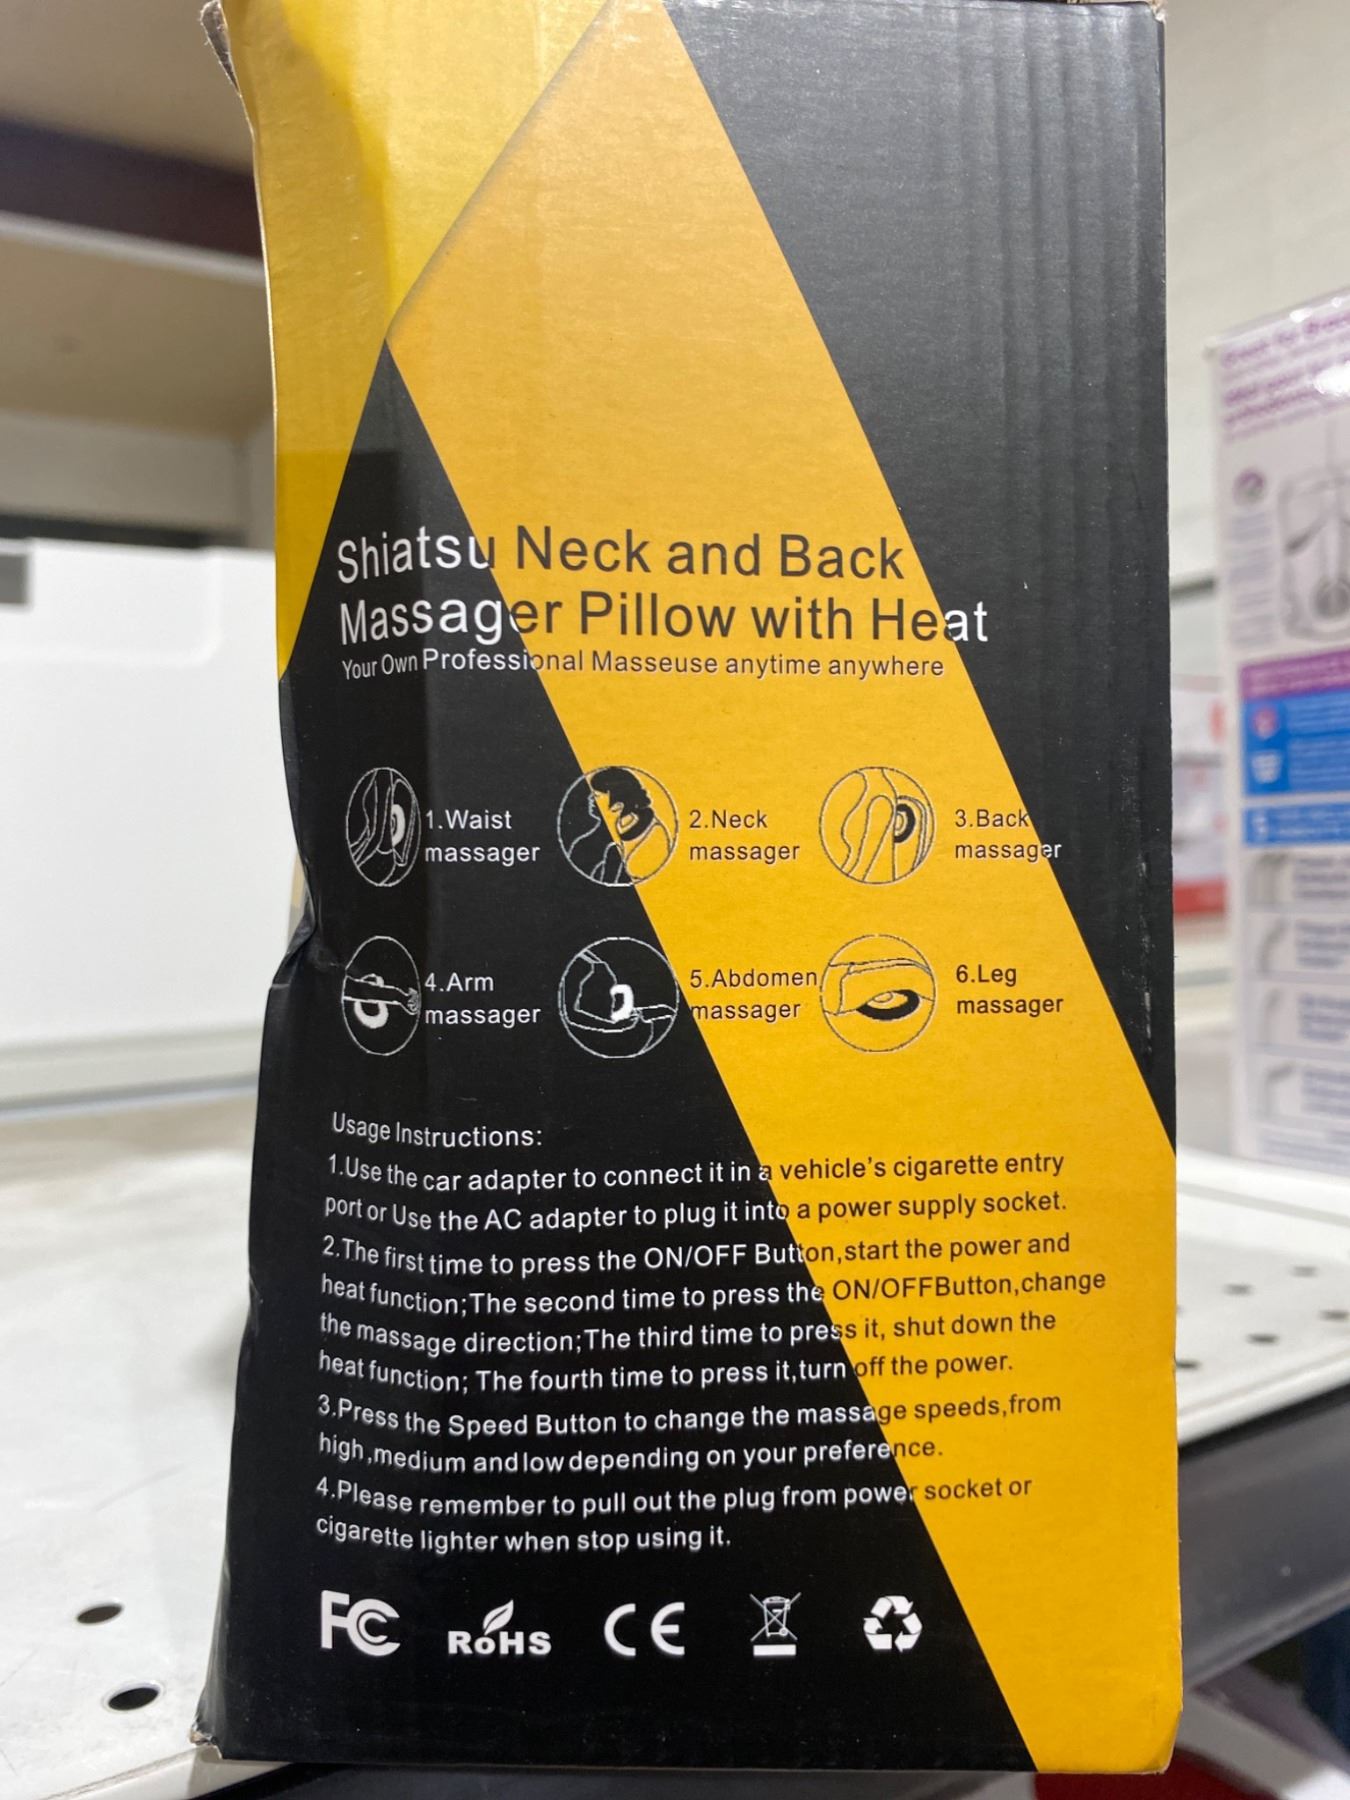 Shiatsu Neck and Back
Massager Pillow with Heat
Your Own Professional Masseuse anytime anywhere
1.Waist
massager
2.Neck
massager
3.Back
massager
4.Arm
massager
5.Abdomen
massager
6.Leg
massager
Usage Instructions:
1.Use the car adapter to connect it in a vehicle's cigarette entry
port or Use the AC adapter to plug it into a power supply socket.
2.The first time to press the ON/OFF Button,start the power and
heat function;The second time to press the ON/OFFButton,change
the massage direction;The third time to press it, shut down the
heat function; The fourth time to press it,turn off the power.
3.Press the Speed Button to change the massage speeds,from
high,medium and low depending on your preference.
4.Please remember to pull out the plug from power socket or
cigarette lighter when stop using it.
FC RoHS CE